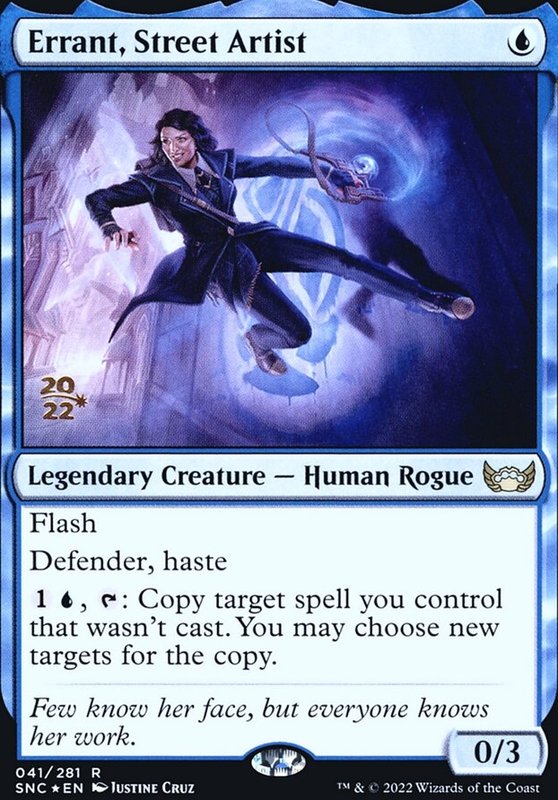 Errant, Street Artist
20
22
Legendary Creature — Human Rogue
Flash
Defender, haste
1 , : Copy target spell you control
that wasn't cast. You may choose new
targets for the copy.
Few know her face, but everyone knows
her work.
0/3
041/281 R
SNC ★ EN Justine Cruz
™ & © 2022 Wizards of the Coast